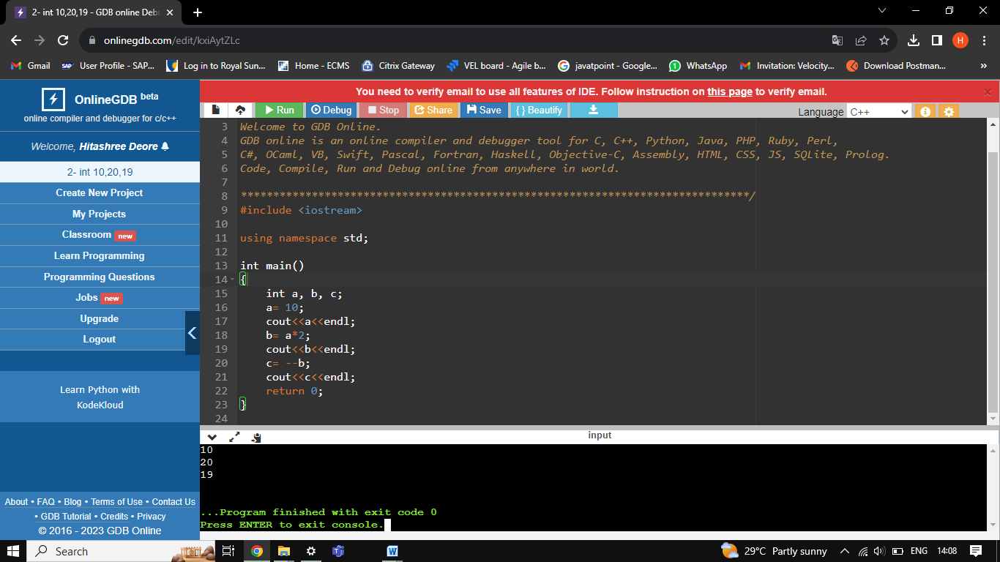 2- int 10,20,19 - GDB online Deb
onlinegdb.com/edit/kxiAytZLc
H
Gmail
SAP User Profile - SAP...
Log in to Royal Sun...
Home - ECMS
Citrix Gateway
VEL board - Agile b...
javatpoint - Google...
WhatsApp
Invitation: Velocity...
Download Postman...
»
OnlineGDB beta
online compiler and debugger for c/c++
Welcome, Hitashree Deore
2- int 10,20,19
Create New Project
My Projects
Classroom new
Learn Programming
Programming Questions
Jobs new
Upgrade
Logout
Learn Python with
KodeKloud
About • FAQ • Blog • Terms of Use • Contact Us
• GDB Tutorial • Credits • Privacy
© 2016 - 2023 GDB Online
You need to verify email to use all features of IDE. Follow instruction on this page to verify email.
Run Debug Stop Share Save { } Beautify
Language C++
3 Welcome to GDB Online.
4 GDB online is an online compiler and debugger tool for C, C++, Python, Java, PHP, Ruby, Perl,
5 C#, OCaml, VB, Swift, Pascal, Fortran, Haskell, Objective-C, Assembly, HTML, CSS, JS, SQLite, Prolog.
6 Code, Compile, Run and Debug online from anywhere in world.
7
8 *******************************************************************************/
9 #include <iostream>
10
11 using namespace std;
12
13 int main()
14 {
15 int a, b, c;
16 a= 10;
17 cout<<a<<endl;
18 b= a*2;
19 cout<<b<<endl;
20 c= --b;
21 cout<<c<<endl;
22 return 0;
23 }
24
input
10
20
19
...Program finished with exit code 0
Press ENTER to exit console.
Search
29°C Partly sunny
ENG
14:08